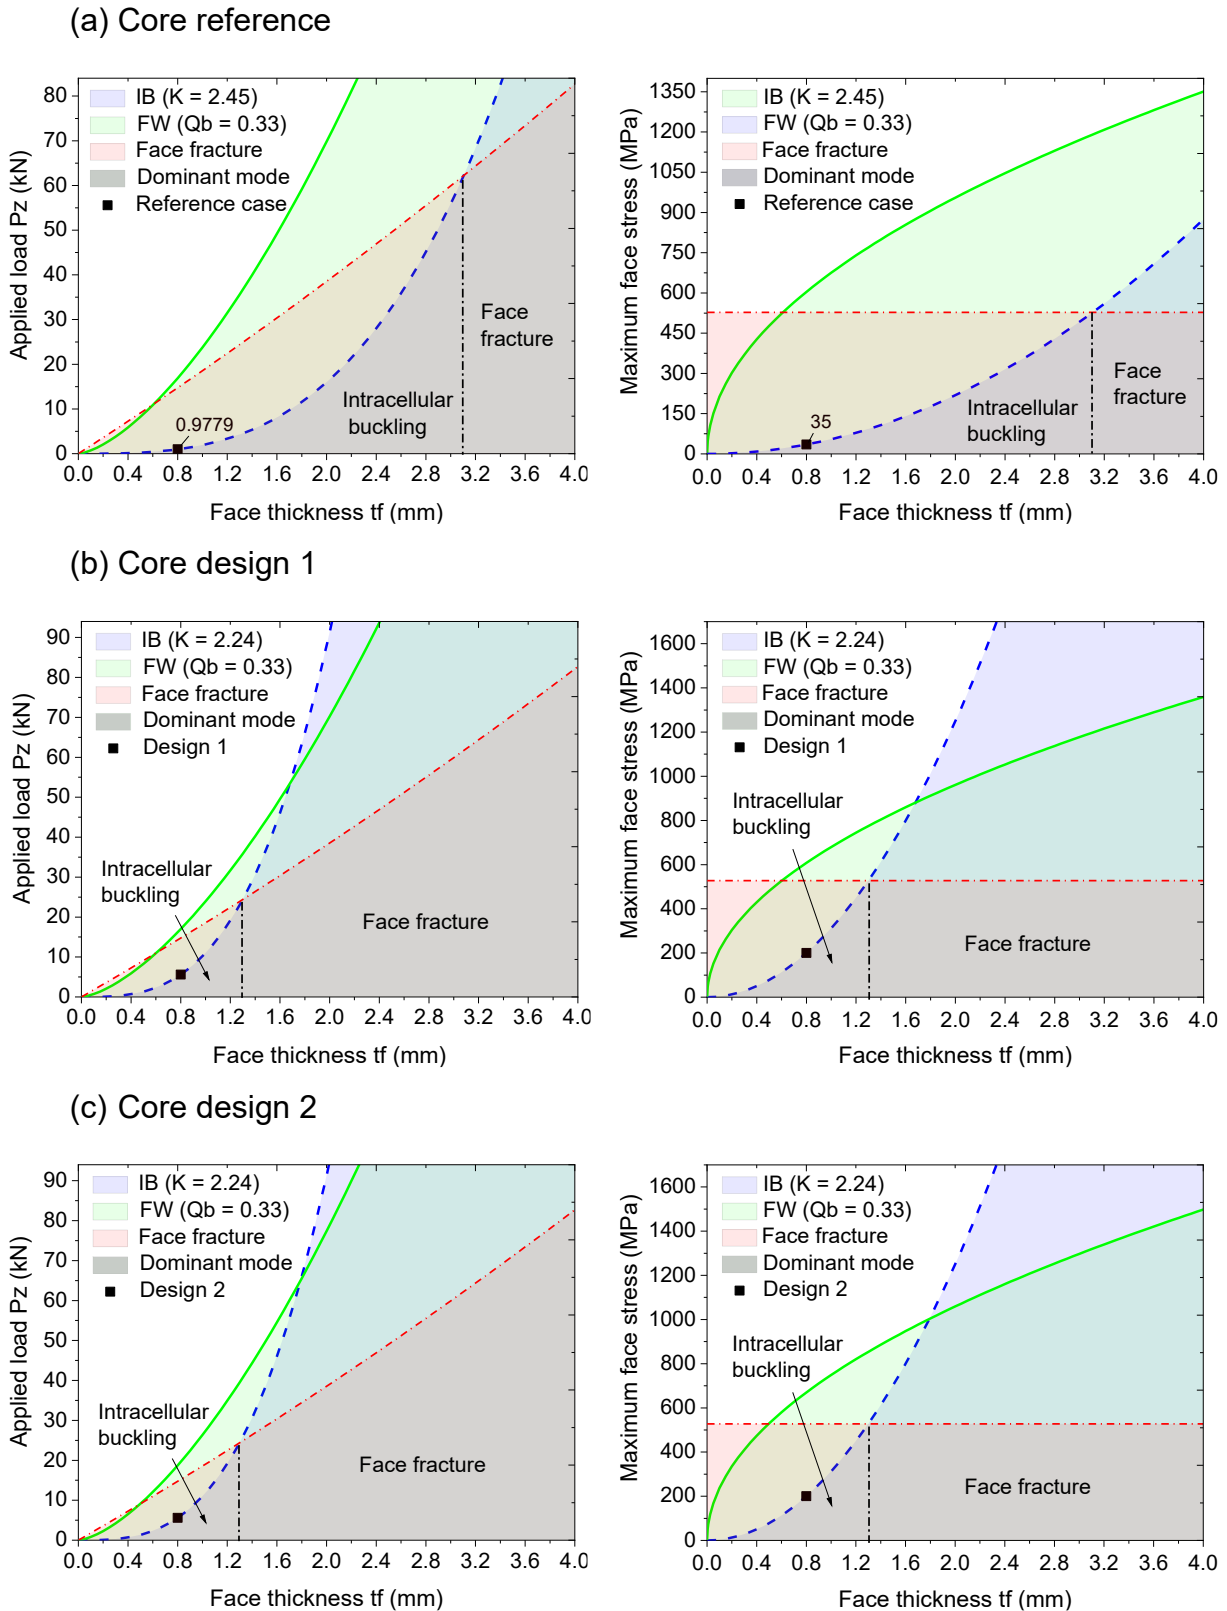 (a) Core reference
Applied load Pz (kN)
80
70
60
50
40
30
20
10
0
IB (K = 2.45)
FW (Qb = 0.33)
Face fracture
Dominant mode
Reference case
0.9779
Intracellular
buckling
Face
fracture
0.0 0.4 0.8 1.2 1.6 2.0 2.4 2.8 3.2 3.6 4.0
Face thickness tf (mm)
Maximum face stress (MPa)
1350
1200
1050
900
750
600
450
300
150
0
IB (K = 2.45)
FW (Qb = 0.33)
Face fracture
Dominant mode
Reference case
35
Intracellular
buckling
Face
fracture
0.0 0.4 0.8 1.2 1.6 2.0 2.4 2.8 3.2 3.6 4.0
Face thickness tf (mm)
(b) Core design 1
Applied load Pz (kN)
90
80
70
60
50
40
30
20
10
0
IB (K = 2.24)
FW (Qb = 0.33)
Face fracture
Dominant mode
Design 1
Intracellular
buckling
Face fracture
0.0 0.4 0.8 1.2 1.6 2.0 2.4 2.8 3.2 3.6 4.0
Face thickness tf (mm)
Maximum face stress (MPa)
1600
1400
1200
1000
800
600
400
200
0
IB (K = 2.24)
FW (Qb = 0.33)
Face fracture
Dominant mode
Design 1
Intracellular
buckling
Face fracture
0.0 0.4 0.8 1.2 1.6 2.0 2.4 2.8 3.2 3.6 4.0
Face thickness tf (mm)
(c) Core design 2
Applied load Pz (kN)
90
80
70
60
50
40
30
20
10
0
IB (K = 2.24)
FW (Qb = 0.33)
Face fracture
Dominant mode
Design 2
Intracellular
buckling
Face fracture
0.0 0.4 0.8 1.2 1.6 2.0 2.4 2.8 3.2 3.6 4.0
Face thickness tf (mm)
Maximum face stress (MPa)
1600
1400
1200
1000
800
600
400
200
0
IB (K = 2.24)
FW (Qb = 0.33)
Face fracture
Dominant mode
Design 2
Intracellular
buckling
Face fracture
0.0 0.4 0.8 1.2 1.6 2.0 2.4 2.8 3.2 3.6 4.0
Face thickness tf (mm)